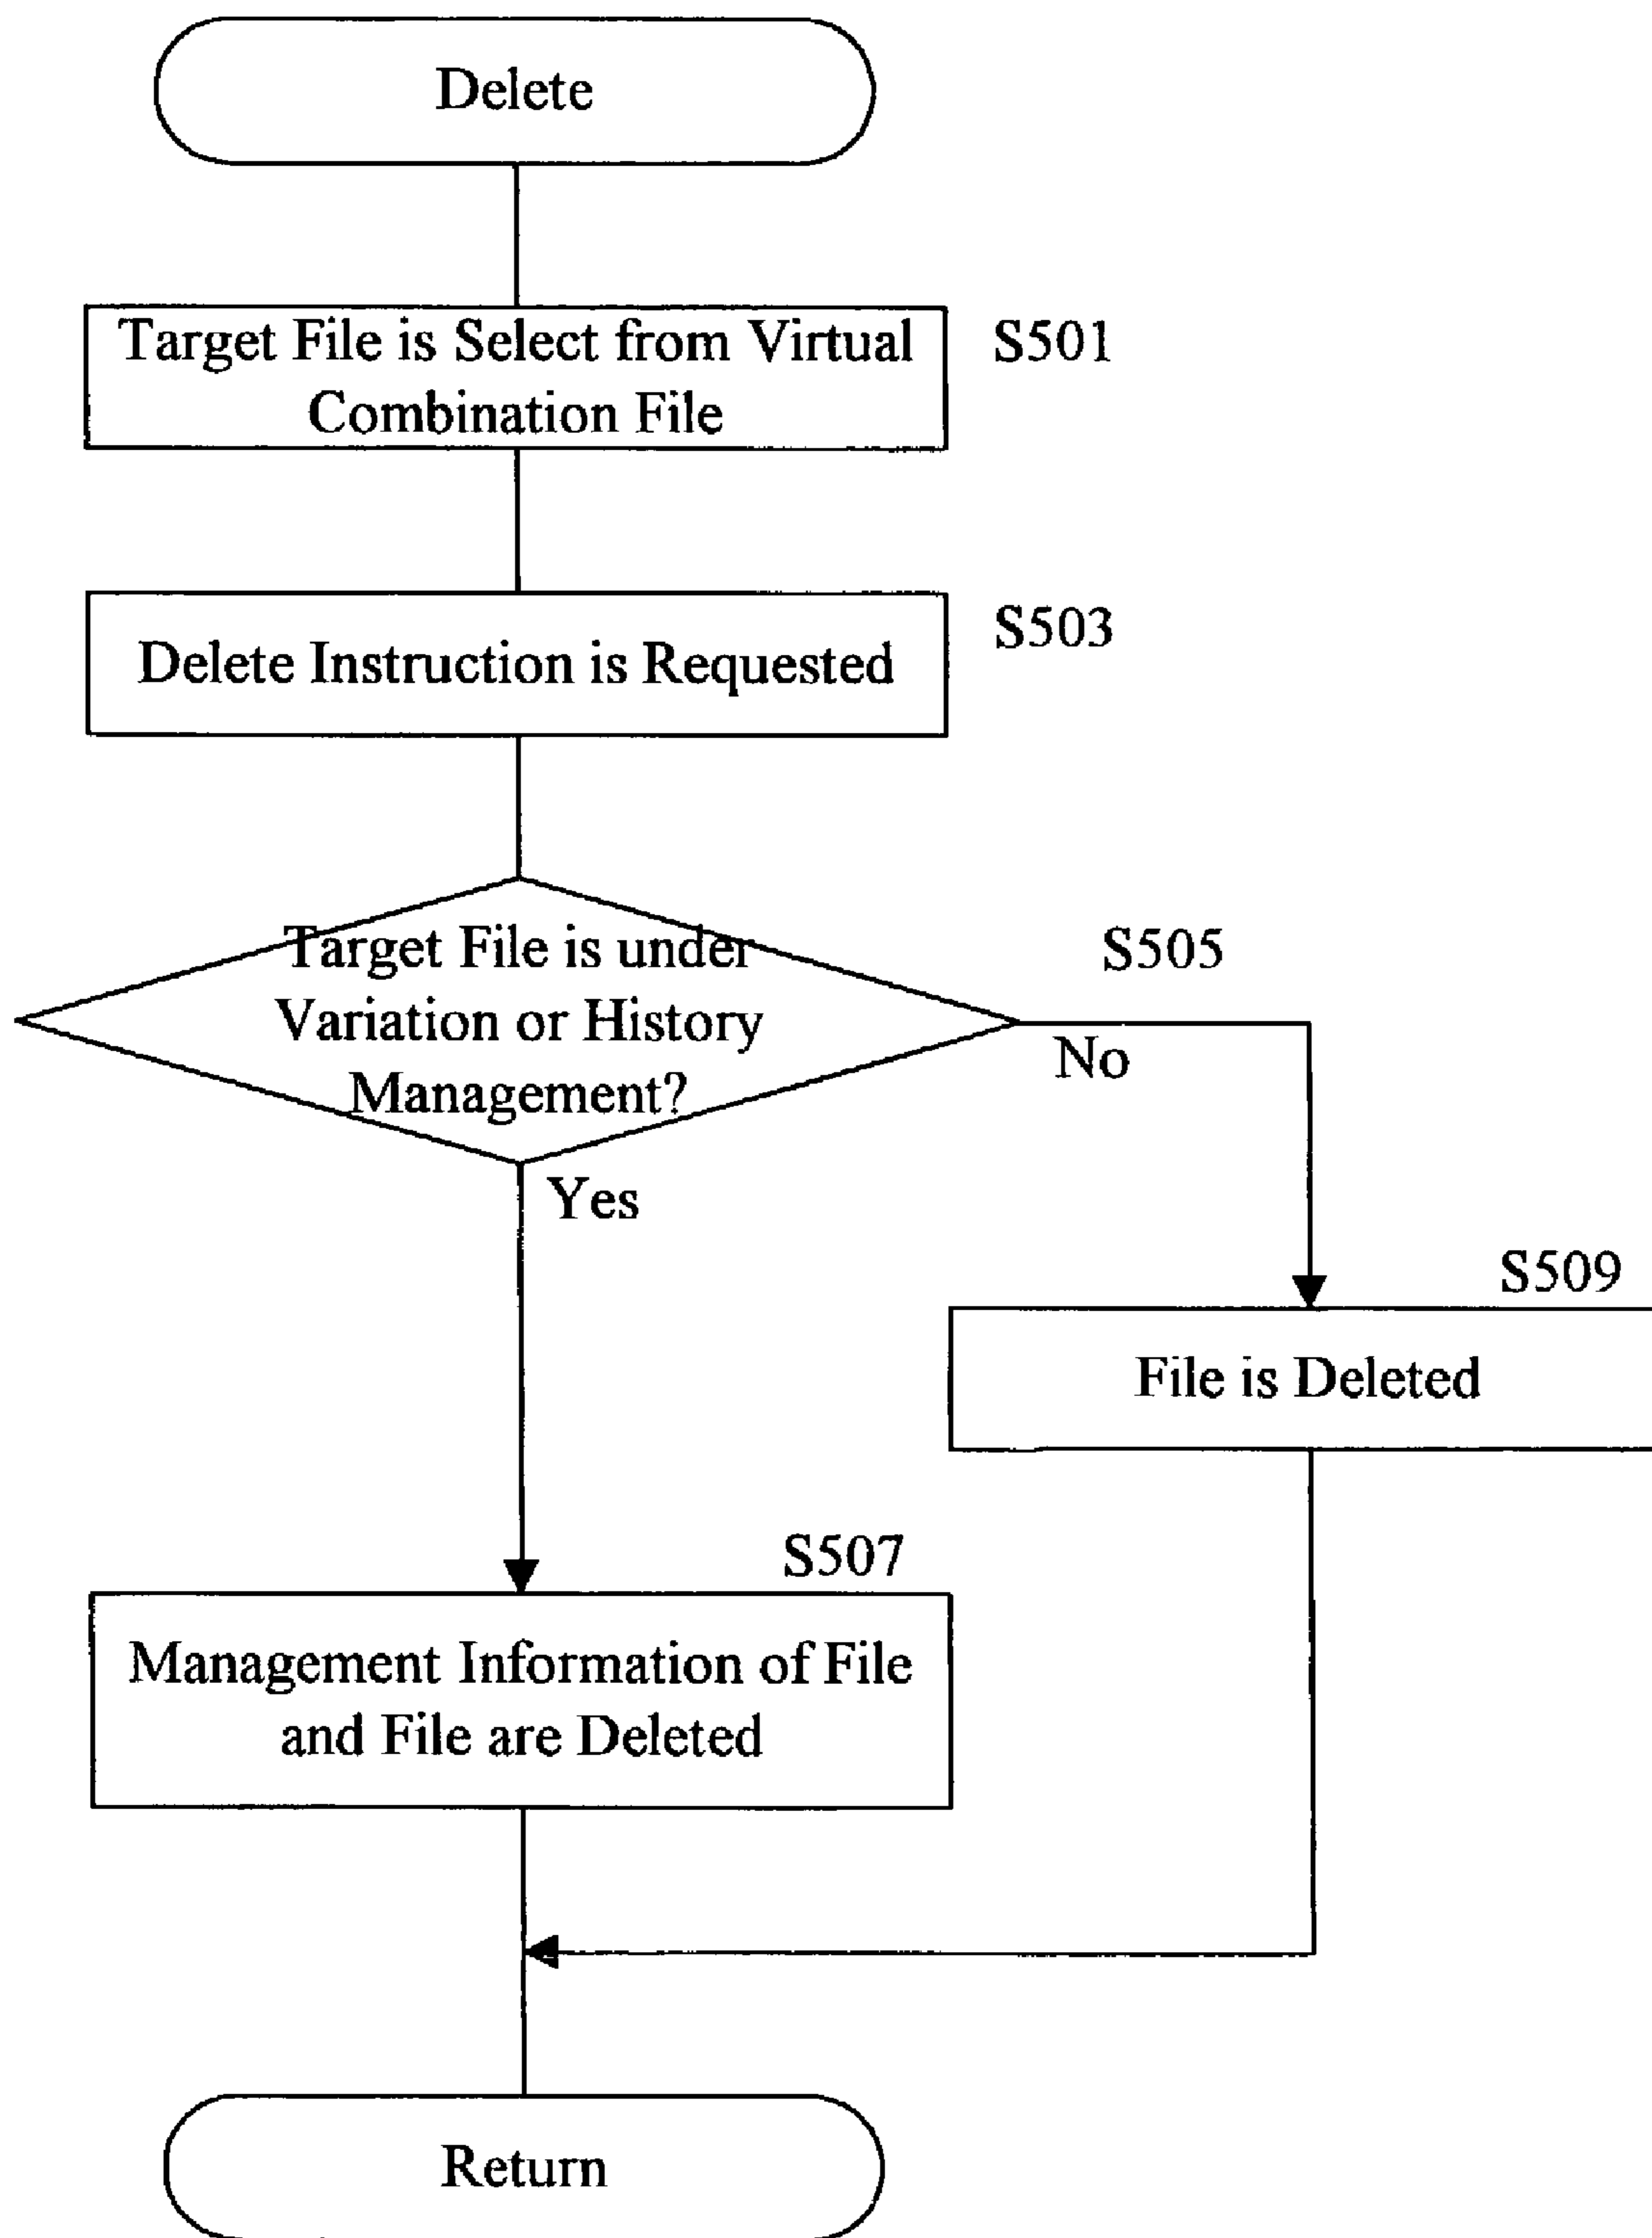 Delete
Target File is Select from Virtual
Combination File
S501
Delete Instruction is Requested
S503
Target File is under
Variation or History
Management?
S505
No
Yes
S509
File is Deleted
S507
Management Information of File
and File are Deleted
Return